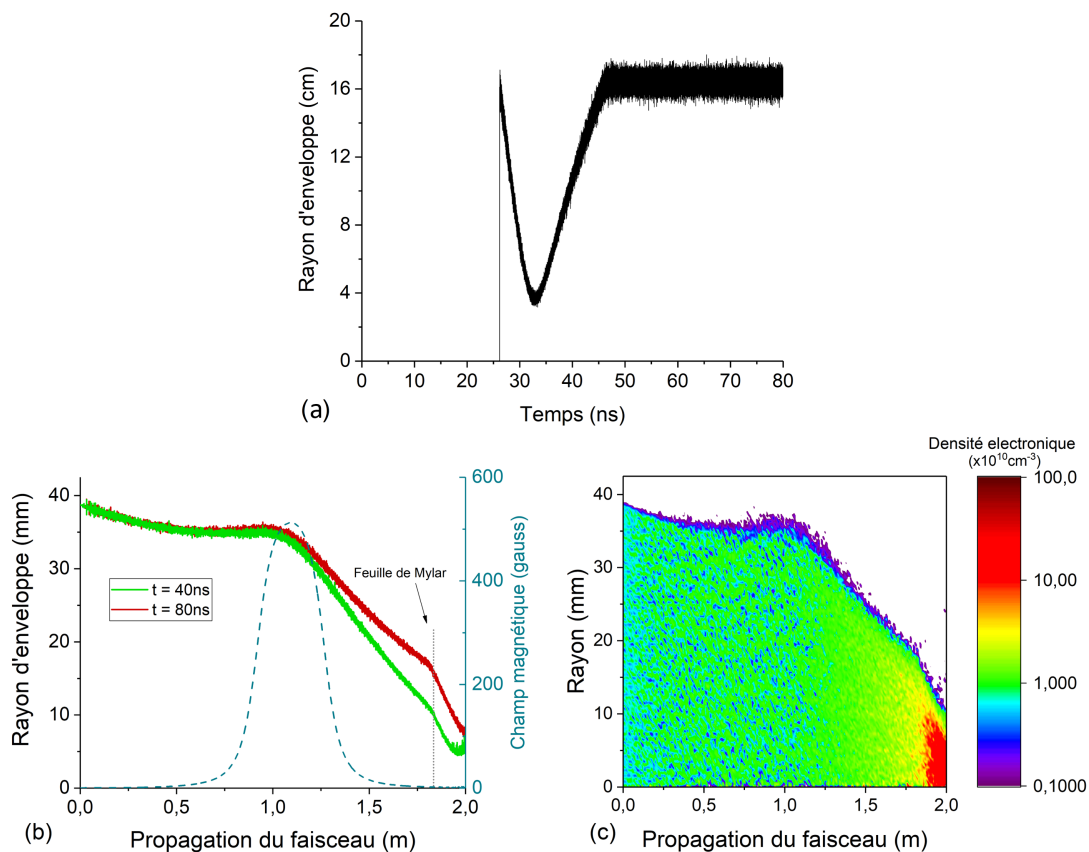 20
16
12
8
4
0
Rayon d'enveloppe (cm)
0 10 20 30 40 50 60 70 80
Temps (ns)
(a)
40
30
20
10
0
Rayon d'enveloppe (mm)
t = 40ns
t = 80ns
Feuille de Mylar
600
400
200
0
Champ magnétique (gauss)
0,0 0,5 1,0 1,5 2,0
Propagation du faisceau (m)
(b)
40
30
20
10
0
Rayon (mm)
0,0 0,5 1,0 1,5 2,0
Propagation du faisceau (m)
(c)
Densité electronique
(x10¹⁰cm⁻³)
100,0
10,00
1,000
0,1000